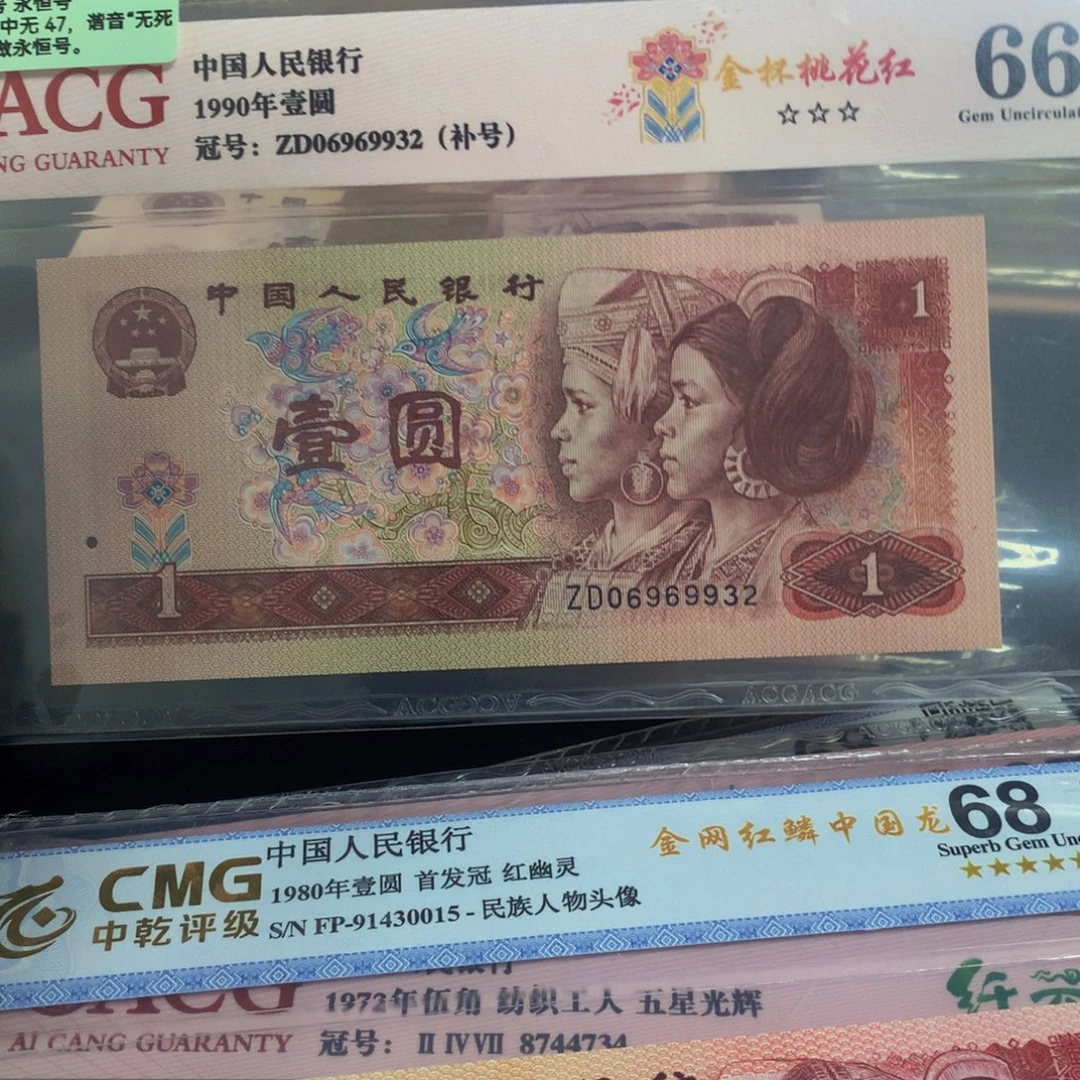 号 永恒号
中无 47，谐音“无死
做永恒号。
ACG
NG GUARANTY
中国人民银行
1990年壹圆
冠号：ZD06969932（补号）
金杯桃花红
☆☆☆
66
Gem Uncirculat
中国人民银行
1
壹圆
1
1
ZD06969932
ACGACG
CMG
中乾评级
中国人民银行
1980年壹圆 首发冠 红幽灵
S/N FP-91430015 - 民族人物头像
金网红鳞中国龙
68
Superb Gem Unc
★★★★
1972年伍角 纺织工人 五星光辉
AI CANG GUARANTY
冠号： II IV VII 8744734